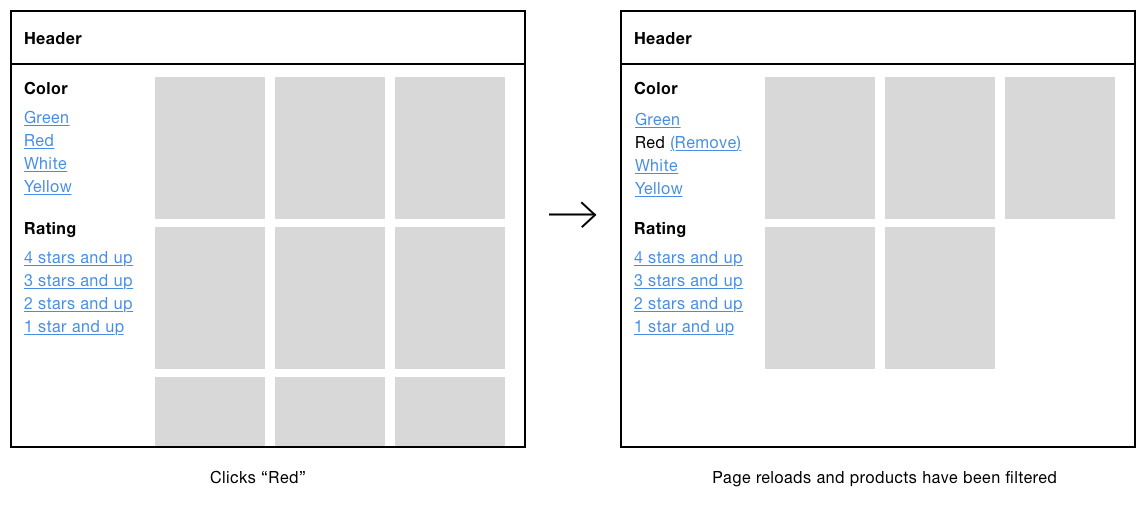 Header
Color
Green
Red
White
Yellow
Rating
4 stars and up
3 stars and up
2 stars and up
1 star and up
Clicks “Red”
Header
Color
Green
Red (Remove)
White
Yellow
Rating
4 stars and up
3 stars and up
2 stars and up
1 star and up
Page reloads and products have been filtered